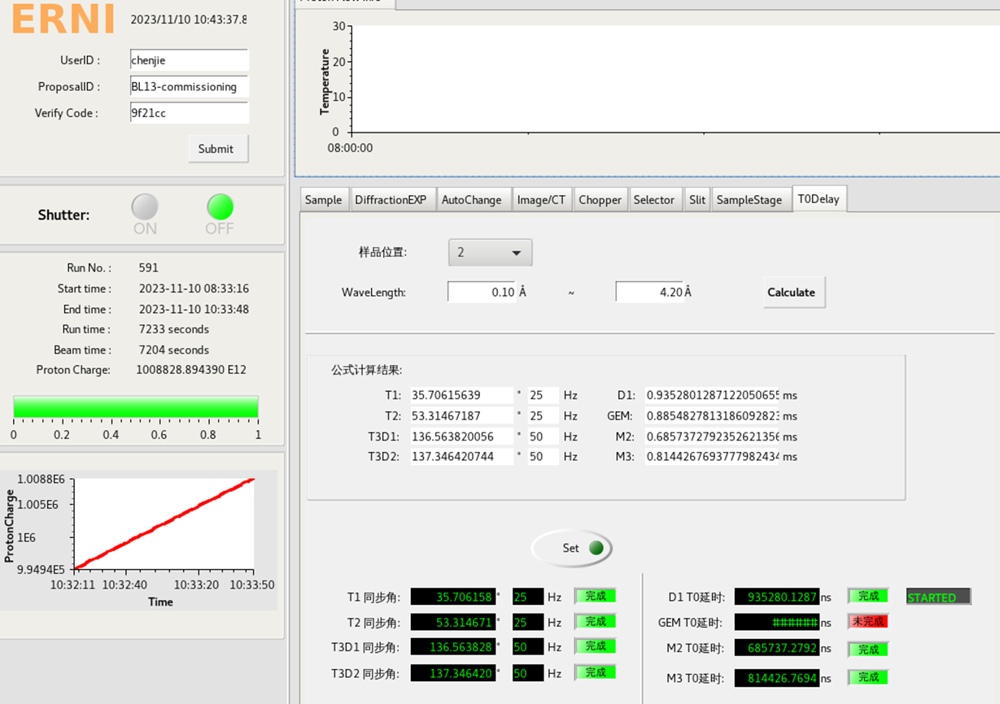 ERNI
2023/11/10 10:43:37.8
UserID : chenjie
ProposalID : BL13-commissioning
Verify Code : 9f21cc
Submit
Shutter:
ON OFF
Run No. : 591
Start time : 2023-11-10 08:33:16
End time : 2023-11-10 10:33:48
Run time : 7233 seconds
Beam time : 7204 seconds
Proton Charge: 1008828.894390 E12
0 0.2 0.4 0.6 0.8 1
ProtonCharge
1.0088E6
1.005E6
1E6
9.9494E5
10:32:11 10:32:40 10:33:20 10:33:50
Time
Temperature
30
20
10
0
08:00:00
Sample DiffractionEXP AutoChange Image/CT Chopper Selector Slit SampleStage T0Delay
样品位置: 2
WaveLength: 0.10 Å ~ 4.20 Å Calculate
公式计算结果:
T1: 35.70615639 ° 25 Hz D1: 0.9352801287122050655 ms
T2: 53.31467187 ° 25 Hz GEM: 0.885482781318609282 ms
T3D1: 136.563820056 ° 50 Hz M2: 0.6857372792352621356 ms
T3D2: 137.346420744 ° 50 Hz M3: 0.8144267693777982434 ms
Set
T1 同步角: 35.706158 ° 25 Hz 完成 D1 T0延时: 935280.1287 ns 完成 STARTED
T2 同步角: 53.314671 ° 25 Hz 完成 GEM T0延时: ###### ns 未完成
T3D1 同步角: 136.563828 ° 50 Hz 完成 M2 T0延时: 685737.2792 ns 完成
T3D2 同步角: 137.346420 ° 50 Hz 完成 M3 T0延时: 814426.7694 ns 完成